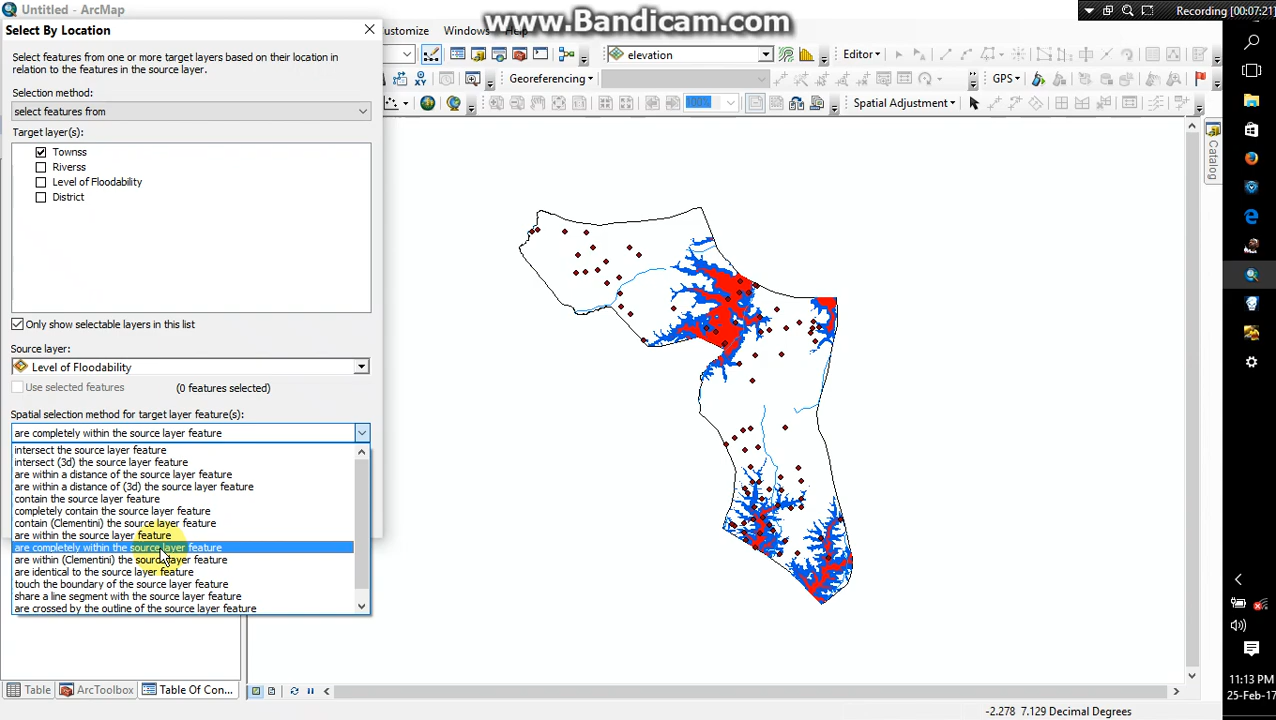 Untitled - ArcMap
www.Bandicam.com
Recording [00:07:21]
Select By Location
ustomize
Windows
elevation
Editor
Select features from one or more target layers based on their location in
relation to the features in the source layer.
Georeferencing
GPS
Selection method:
select features from
100%
Spatial Adjustment
Target layer(s):
Townss
Riverss
Level of Floodability
District
Catalog
Only show selectable layers in this list
Source layer:
Level of Floodability
Use selected features
(0 features selected)
Spatial selection method for target layer feature(s):
are completely within the source layer feature
intersect the source layer feature
intersect (3d) the source layer feature
are within a distance of the source layer feature
are within a distance of (3d) the source layer feature
contain the source layer feature
completely contain the source layer feature
contain (Clementini) the source layer feature
are within the source layer feature
are completely within the source layer feature
are within (Clementini) the source layer feature
are identical to the source layer feature
touch the boundary of the source layer feature
share a line segment with the source layer feature
are crossed by the outline of the source layer feature
Table
ArcToolbox
Table Of Con...
-2.278 7.129 Decimal Degrees
11:13 PM
25-Feb-17